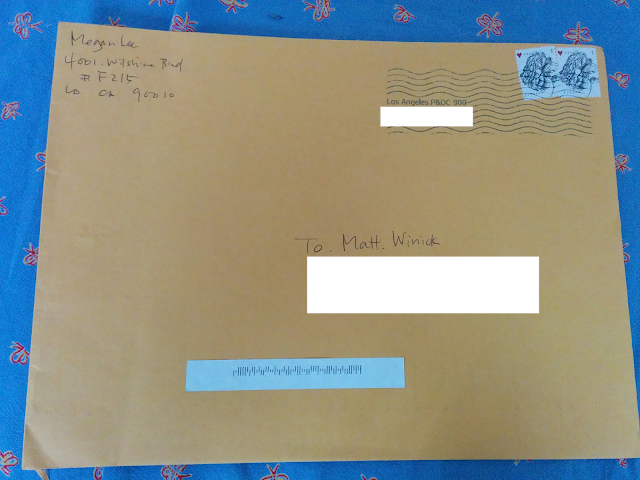 Megan Lee
4001 Wilshire Blvd
# F215
LA CA 90010
Los Angeles P&DC 900
To. Matt. Winick